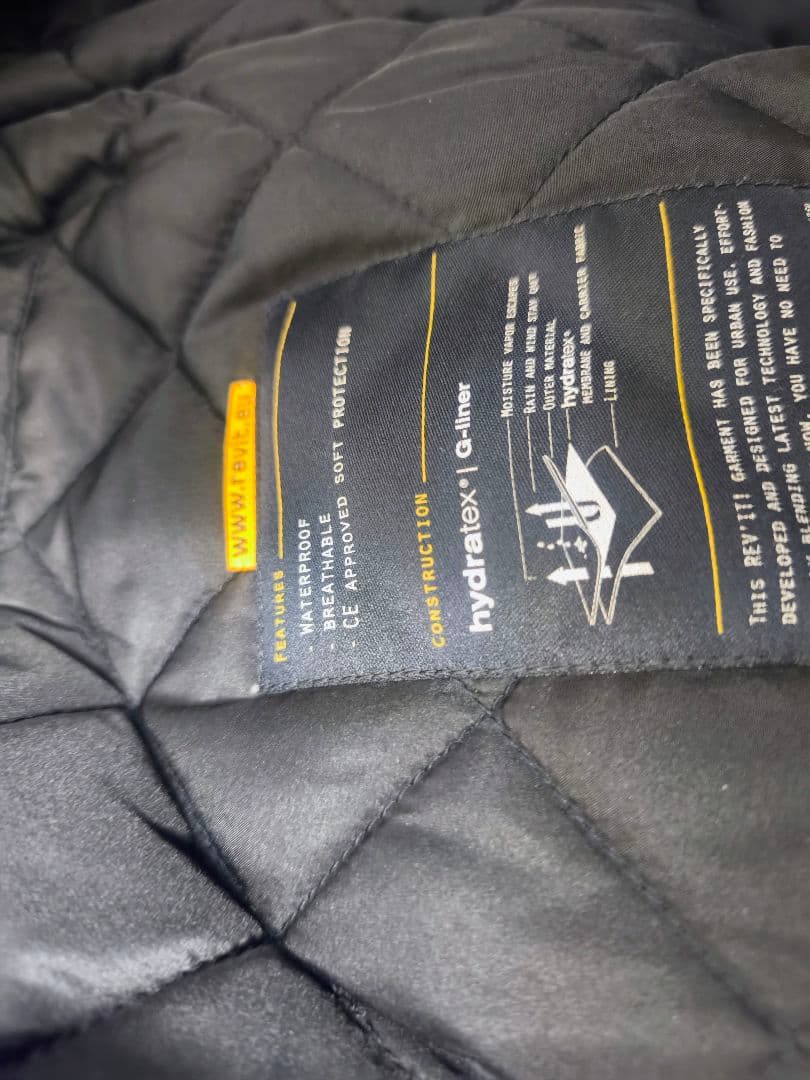 www.revit.eu
FEATURES
- WATERPROOF
- BREATHABLE
- CE APPROVED SOFT PROTECTION
CONSTRUCTION
hydratex® | G-liner
MOISTURE VAPOR ESCAPES
RAIN AND WIND STAY OUT
OUTER MATERIAL
hydratex®
MEMBRANE AND CARRIER FABRIC
LINING
THIS REV'IT! GARMENT HAS BEEN SPECIFICALLY
DEVELOPED AND DESIGNED FOR URBAN USE. EFFORT-
BLENDING LATEST TECHNOLOGY AND FASHION
YOU HAVE NO NEED TO